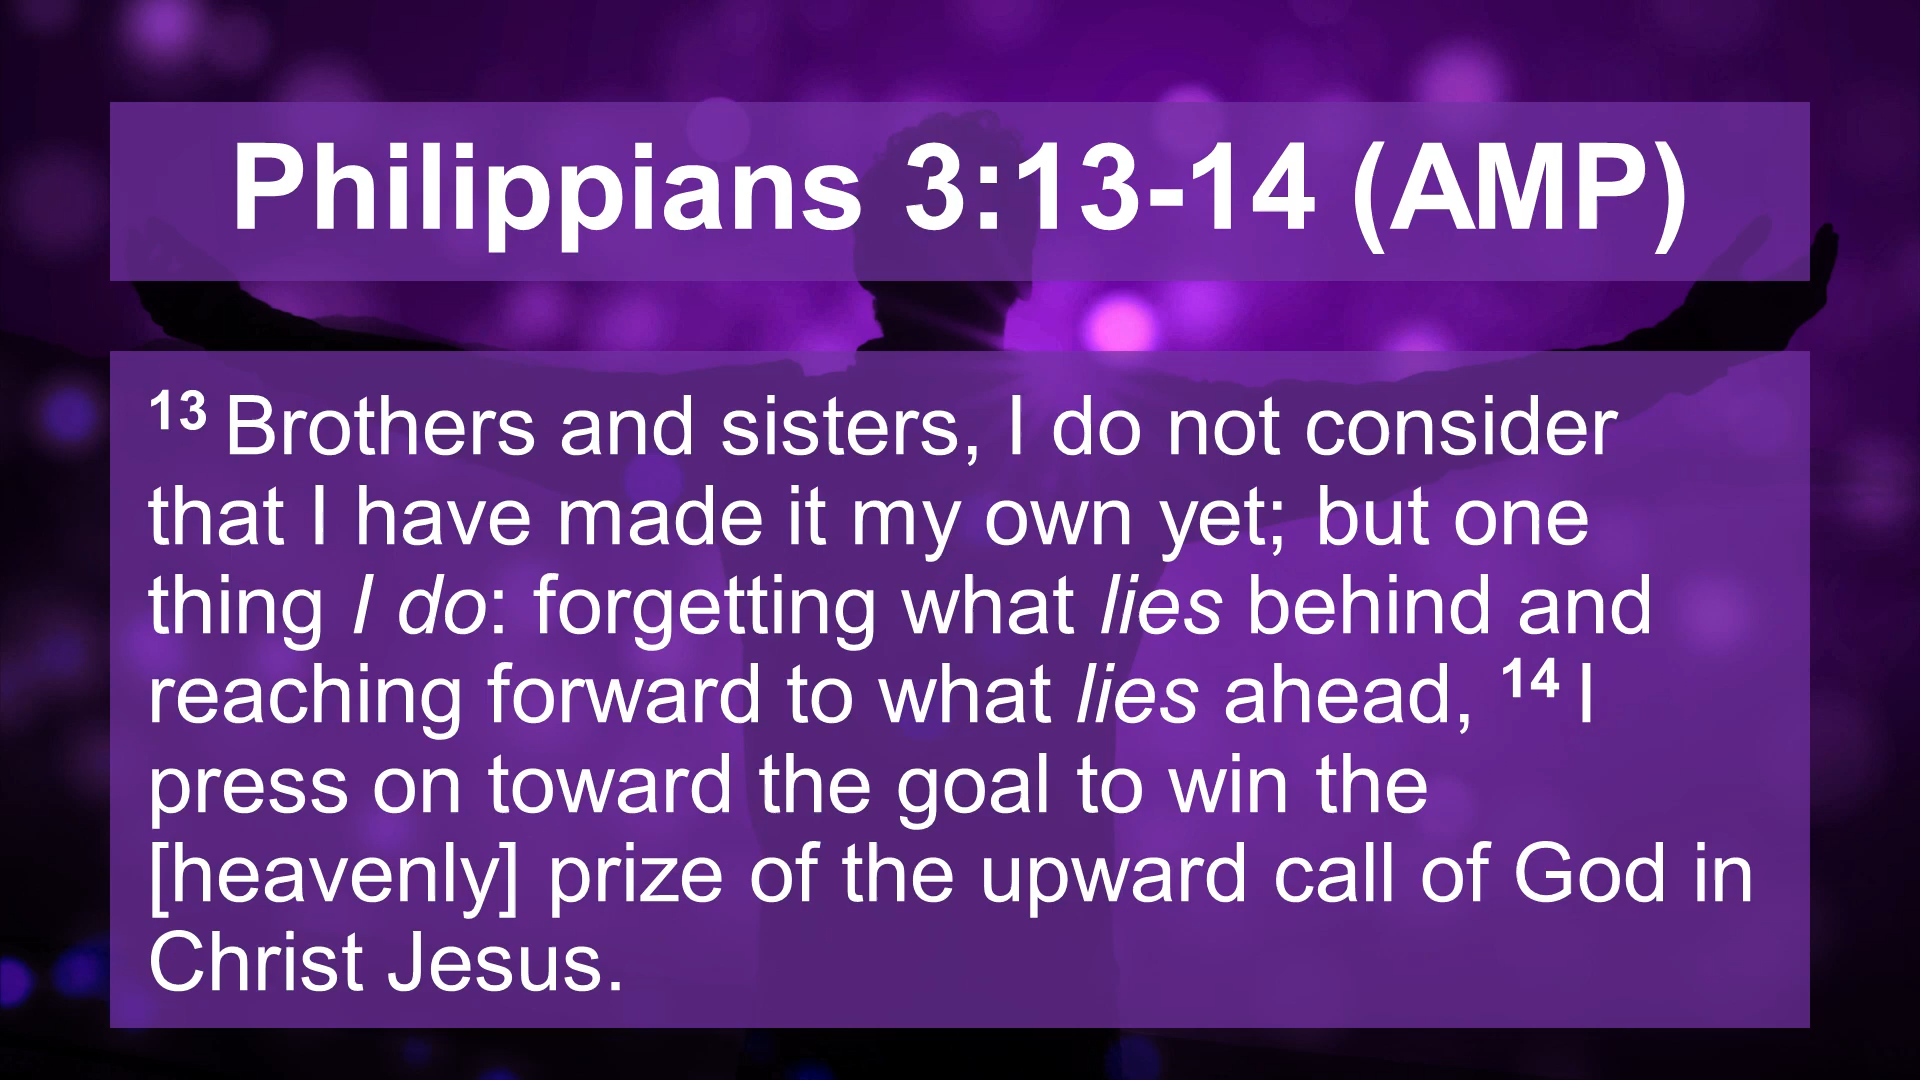 Philippians 3:13-14 (AMP)
13 Brothers and sisters, I do not consider
that I have made it my own yet; but one
thing I do: forgetting what lies behind and
reaching forward to what lies ahead, 14 I
press on toward the goal to win the
[heavenly] prize of the upward call of God in
Christ Jesus.